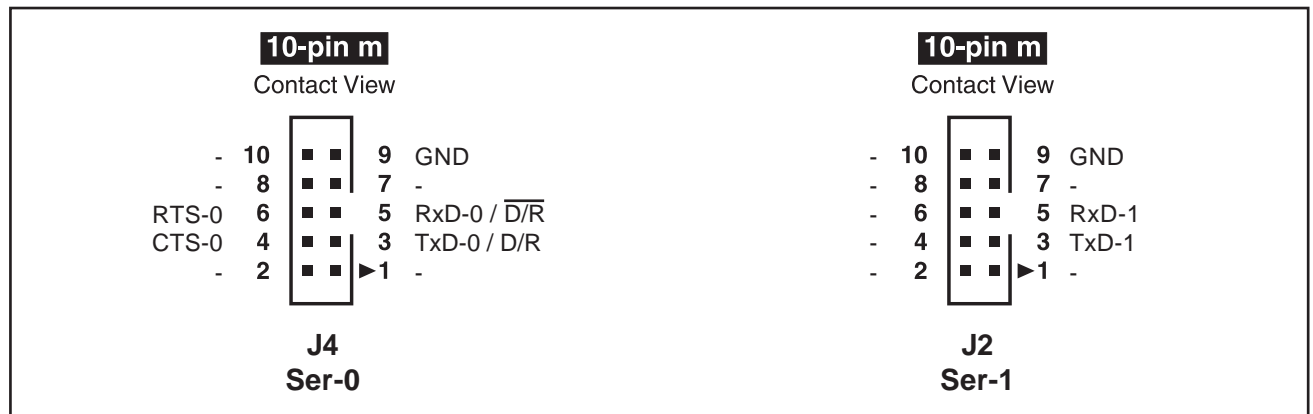 10-pin m
Contact View
- 10 9 GND
- 8 7 -
RTS-0 6 5 RxD-0 / D/R
CTS-0 4 3 TxD-0 / D/R
- 2 ►1 -
J4
Ser-0
10-pin m
Contact View
- 10 9 GND
- 8 7 -
- 6 5 RxD-1
- 4 3 TxD-1
- 2 ►1 -
J2
Ser-1